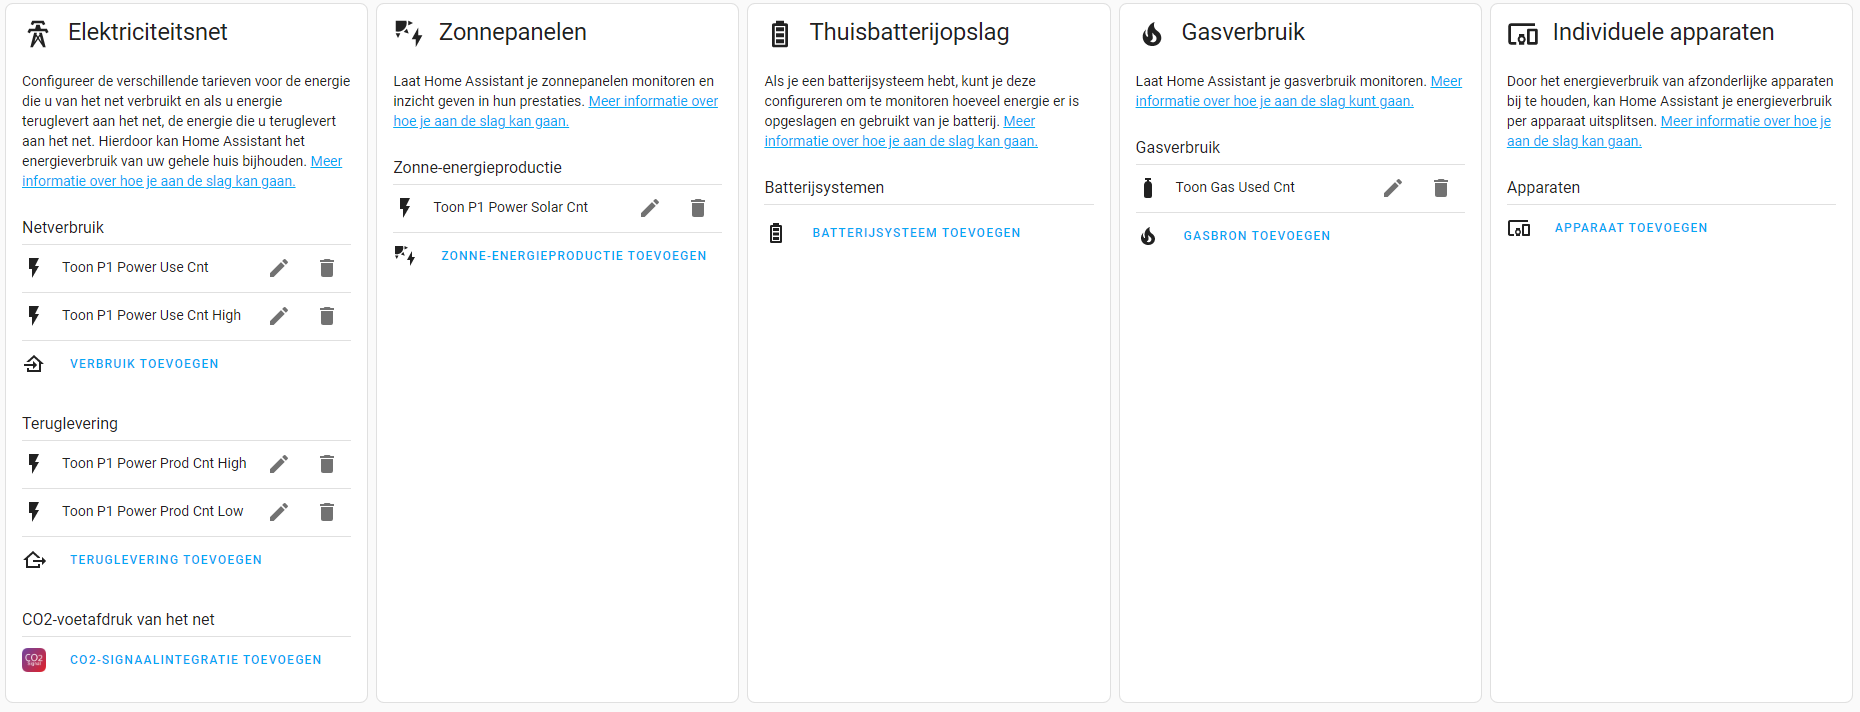 Elektriciteitsnet
Configureer de verschillende tarieven voor de energie
die u van het net verbruikt en als u energie
teruglevert aan het net, de energie die u teruglevert
aan het net. Hierdoor kan Home Assistant het
energieverbruik van uw gehele huis bijhouden. Meer
informatie over hoe je aan de slag kan gaan.
Netverbruik
Toon P1 Power Use Cnt
Toon P1 Power Use Cnt High
VERBRUIK TOEVOEGEN
Teruglevering
Toon P1 Power Prod Cnt High
Toon P1 Power Prod Cnt Low
TERUGLEVERING TOEVOEGEN
CO2-voetafdruk van het net
CO2
Signal
CO2-SIGNAALINTEGRATIE TOEVOEGEN
Zonnepanelen
Laat Home Assistant je zonnepanelen monitoren en
inzicht geven in hun prestaties. Meer informatie over
hoe je aan de slag kan gaan.
Zonne-energieproductie
Toon P1 Power Solar Cnt
ZONNE-ENERGIEPRODUCTIE TOEVOEGEN
Thuisbatterijopslag
Als je een batterijsysteem hebt, kunt je deze
configureren om te monitoren hoeveel energie er is
opgeslagen en gebruikt van je batterij. Meer
informatie over hoe je aan de slag kan gaan.
Batterijsystemen
BATTERIJSYSTEEM TOEVOEGEN
Gasverbruik
Laat Home Assistant je gasverbruik monitoren. Meer
informatie over hoe je aan de slag kunt gaan.
Gasverbruik
Toon Gas Used Cnt
GASBRON TOEVOEGEN
Individuele apparaten
Door het energieverbruik van afzonderlijke apparaten
bij te houden, kan Home Assistant je energieverbruik
per apparaat uitsplitsen. Meer informatie over hoe je
aan de slag kan gaan.
Apparaten
APPARAAT TOEVOEGEN